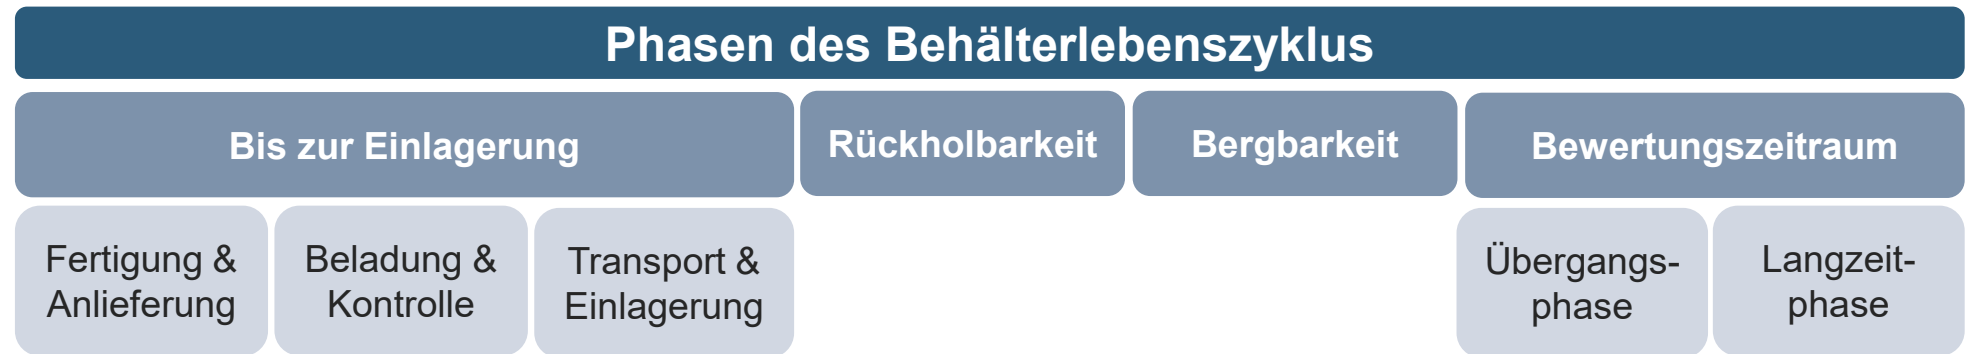 Phasen des Behälterlebenszyklus
Bis zur Einlagerung
Rückholbarkeit
Bergbarkeit
Bewertungszeitraum
Fertigung &
Anlieferung
Beladung &
Kontrolle
Transport &
Einlagerung
Übergangs-
phase
Langzeit-
phase